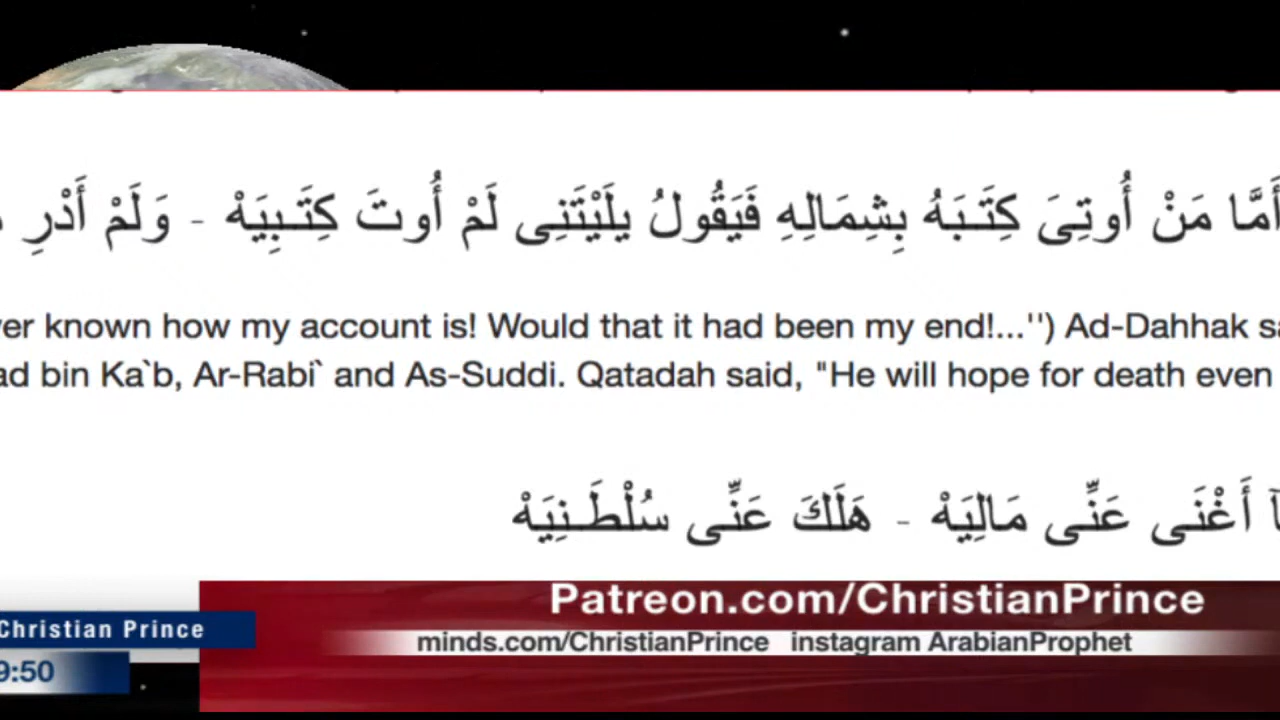 أَمَّا مَنْ أُوتِىَ كِتَـبَهُ بِشِمَالِهِ فَيَقُولُ يلَيْتَنِى لَمْ أُوتَ كِتَـبِيَهْ - وَلَمْ أَدْرِ
ver known how my account is! Would that it had been my end!...'') Ad-Dahhak sa
ad bin Ka`b, Ar-Rabi` and As-Suddi. Qatadah said, "He will hope for death even
أَغْنَى عَنِّى مَالِيَهْ - هَلَكَ عَنِّى سُلْطَـنِيَهْ
Patreon.com/ChristianPrince
Christian Prince
minds.com/ChristianPrince instagram ArabianProphet
9:50